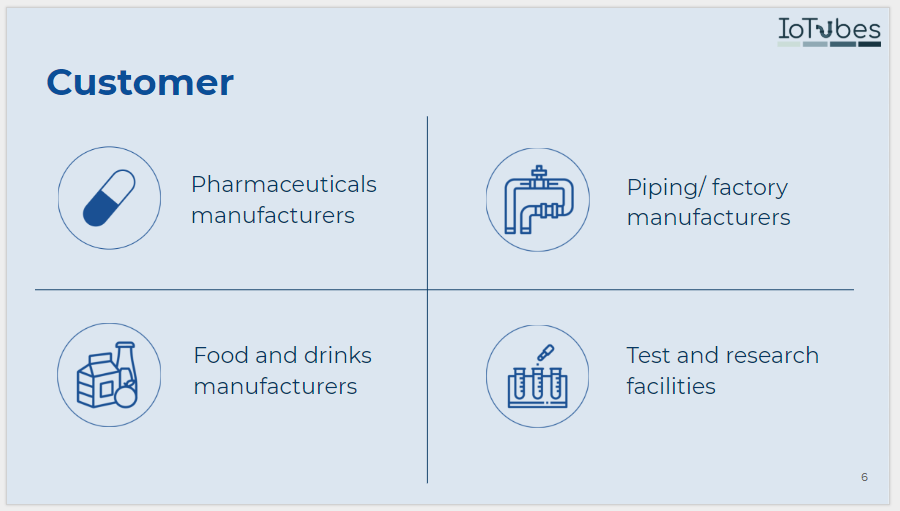 IoTubes
Customer
Pharmaceuticals
manufacturers
Piping/ factory
manufacturers
Food and drinks
manufacturers
Test and research
facilities
6